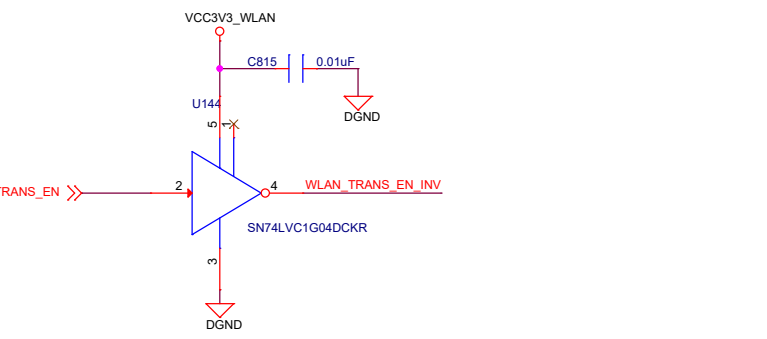 VCC3V3_WLAN
C815
0.01uF
DGND
U144
5
1
TRANS_EN
2
4
WLAN_TRANS_EN_INV
SN74LVC1G04DCKR
3
DGND